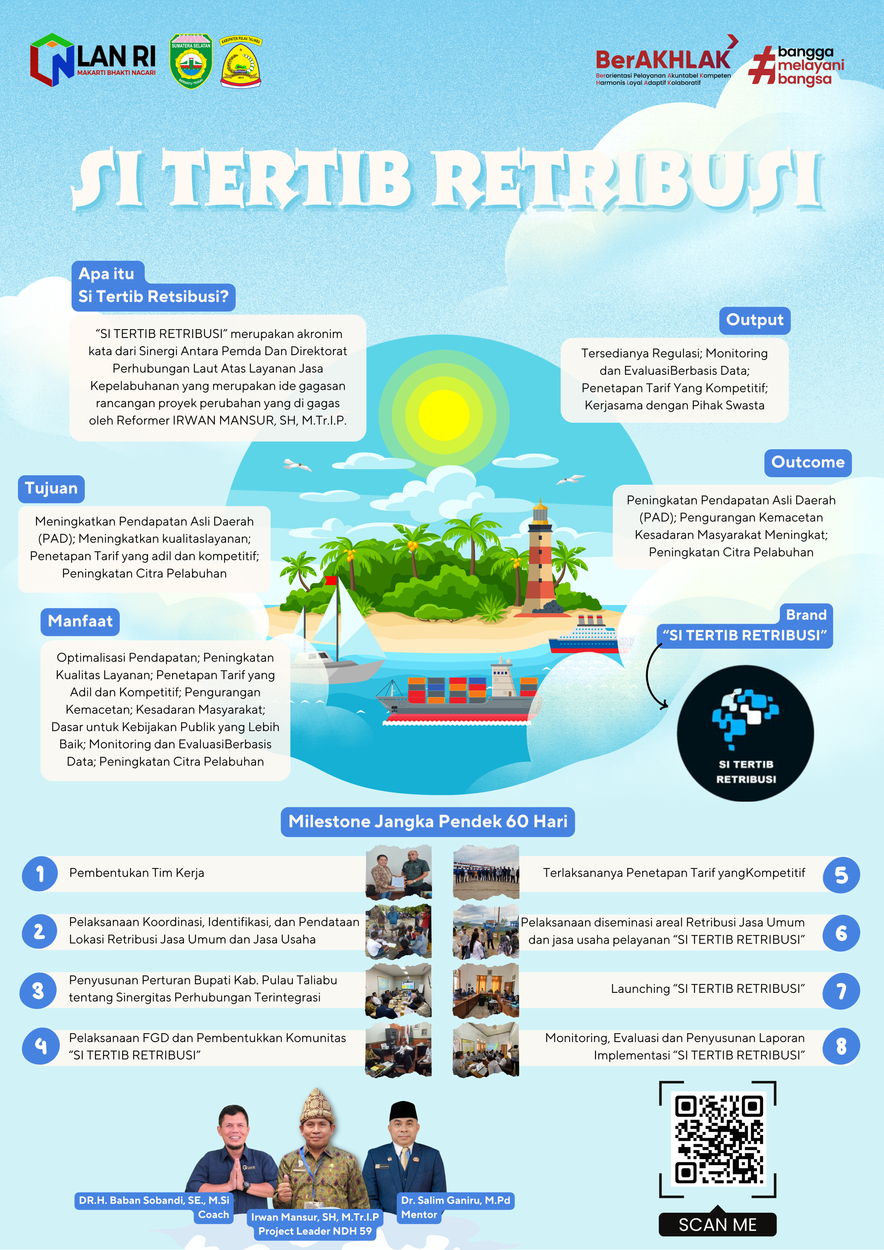 LAN RI
MAKARTI BHAKTI NAGARI
SUMATERA SELATAN
KABUPATEN PULAU TALIABU
BerAKHLAK
Berorientasi Pelayanan Akuntabel Kompeten
Harmonis Loyal Adaptif Kolaboratif
#bangga
melayani
bangsa
SI TERTIB RETRIBUSI
Apa itu
Si Tertib Retsibusi?
“SI TERTIB RETRIBUSI” merupakan akronim
kata dari Sinergi Antara Pemda Dan Direktorat
Perhubungan Laut Atas Layanan Jasa
Kepelabuhanan yang merupakan ide gagasan
rancangan proyek perubahan yang di gagas
oleh Reformer IRWAN MANSUR, SH, M.Tr.I.P.
Output
Tersedianya Regulasi; Monitoring
dan EvaluasiBerbasis Data;
Penetapan Tarif Yang Kompetitif;
Kerjasama dengan Pihak Swasta
Tujuan
Meningkatkan Pendapatan Asli Daerah
(PAD); Meningkatkan kualitaslayanan;
Penetapan Tarif yang adil dan kompetitif;
Peningkatan Citra Pelabuhan
Outcome
Peningkatan Pendapatan Asli Daerah
(PAD); Pengurangan Kemacetan
Kesadaran Masyarakat Meningkat;
Peningkatan Citra Pelabuhan
Manfaat
Optimalisasi Pendapatan; Peningkatan
Kualitas Layanan; Penetapan Tarif yang
Adil dan Kompetitif; Pengurangan
Kemacetan; Kesadaran Masyarakat;
Dasar untuk Kebijakan Publik yang Lebih
Baik; Monitoring dan EvaluasiBerbasis
Data; Peningkatan Citra Pelabuhan
Brand
“SI TERTIB RETRIBUSI”
SI TERTIB
RETRIBUSI
Milestone Jangka Pendek 60 Hari
1
Pembentukan Tim Kerja
2
Pelaksanaan Koordinasi, Identifikasi, dan Pendataan
Lokasi Retribusi Jasa Umum dan Jasa Usaha
3
Penyusunan Perturan Bupati Kab. Pulau Taliabu
tentang Sinergitas Perhubungan Terintegrasi
4
Pelaksanaan FGD dan Pembentukkan Komunitas
“SI TERTIB RETRIBUSI”
Terlaksananya Penetapan Tarif yangKompetitif
5
Pelaksanaan diseminasi areal Retribusi Jasa Umum
dan jasa usaha pelayanan “SI TERTIB RETRIBUSI”
6
Launching “SI TERTIB RETRIBUSI”
7
Monitoring, Evaluasi dan Penyusunan Laporan
Implementasi “SI TERTIB RETRIBUSI”
8
DR.H. Baban Sobandi, SE., M.Si
Coach
Irwan Mansur, SH, M.Tr.I.P
Project Leader NDH 59
Dr. Salim Ganiru, M.Pd
Mentor
SCAN ME